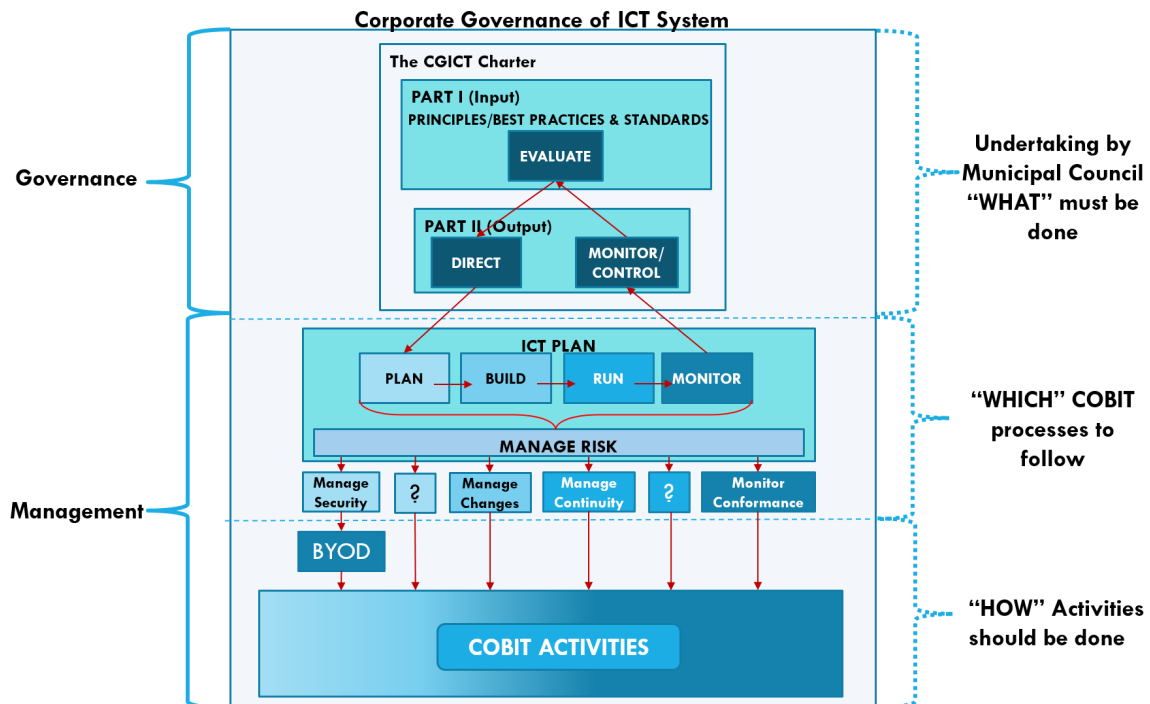 Corporate Governance of ICT System
The CGICT Charter
PART I (Input)
PRINCIPLES/BEST PRACTICES & STANDARDS
EVALUATE
PART II (Output)
DIRECT
MONITOR/
CONTROL
Governance
Undertaking by
Municipal Council
“WHAT” must be
done
ICT PLAN
PLAN
BUILD
RUN
MONITOR
MANAGE RISK
“WHICH” COBIT
processes to
follow
Manage
Security
?
Manage
Changes
Manage
Continuity
?
Monitor
Conformance
Management
BYOD
COBIT ACTIVITIES
“HOW” Activities
should be done